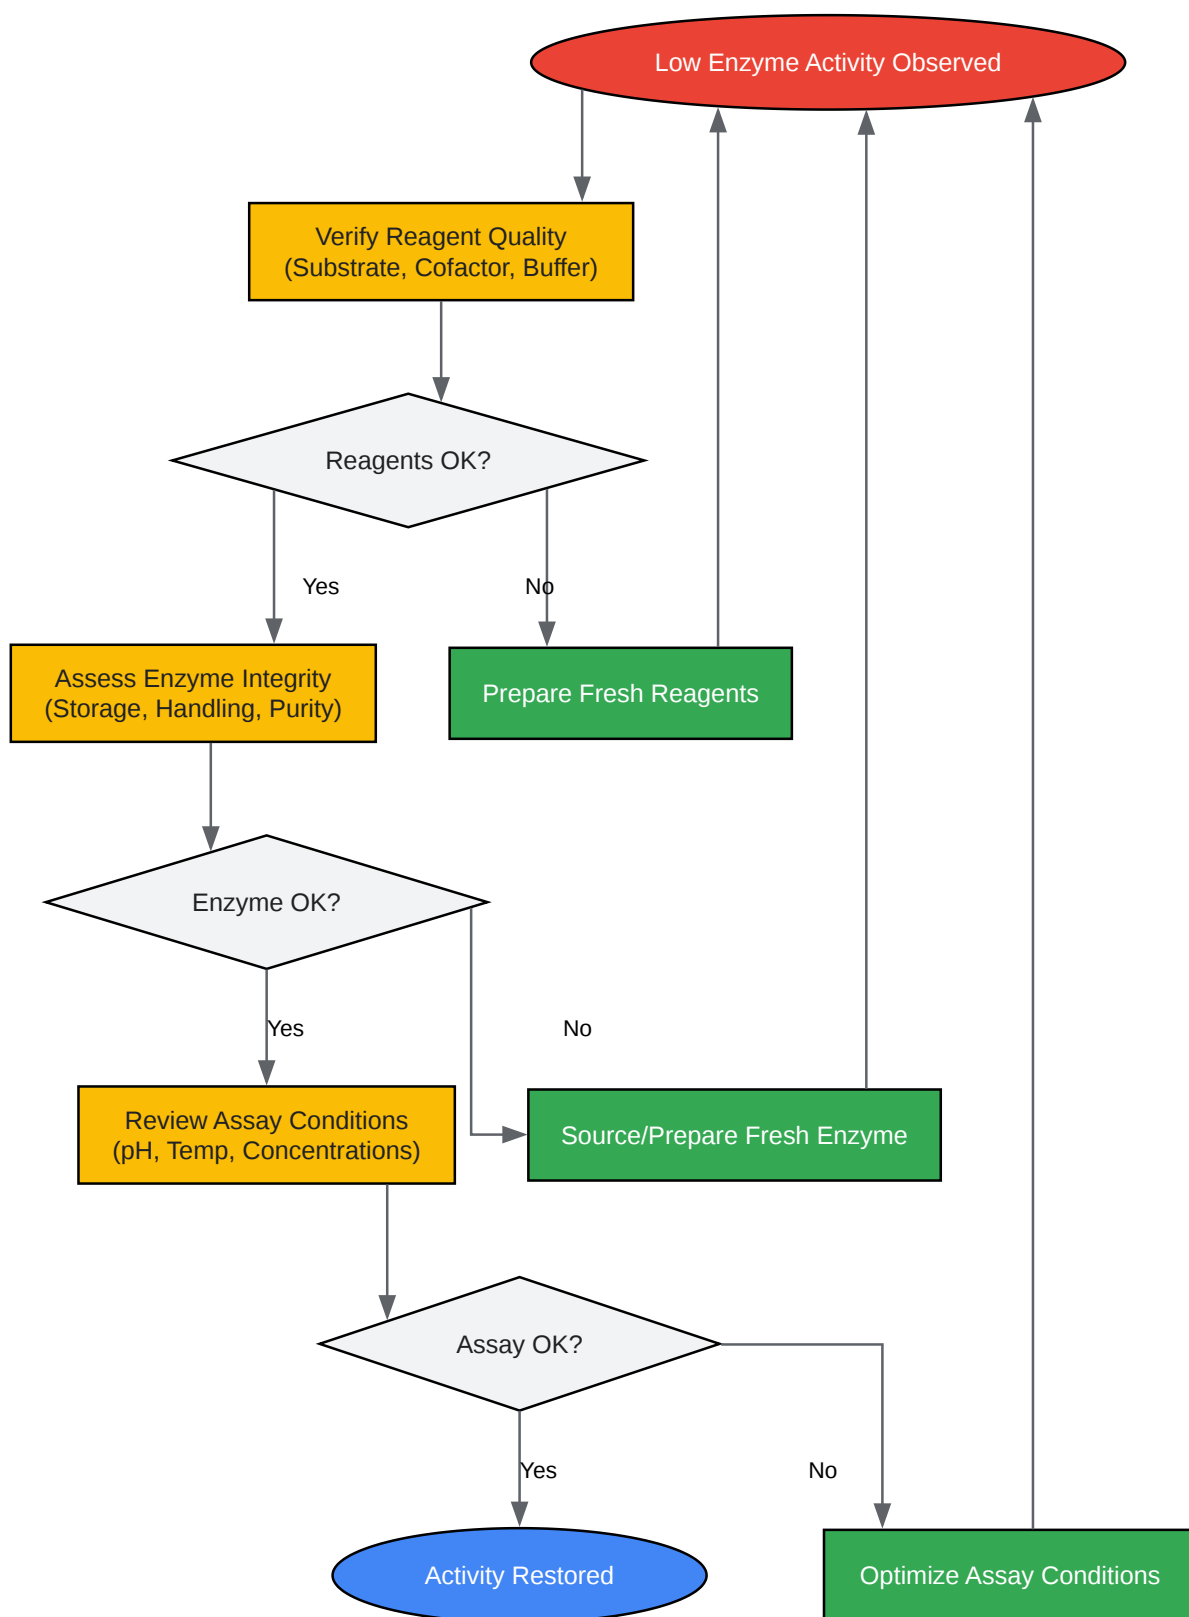 Low Enzyme Activity Observed
Verify Reagent Quality
(Substrate, Cofactor, Buffer)
Reagents OK?
Yes
No
Assess Enzyme Integrity
(Storage, Handling, Purity)
Prepare Fresh Reagents
Enzyme OK?
Yes
No
Review Assay Conditions
(pH, Temp, Concentrations)
Source/Prepare Fresh Enzyme
Assay OK?
Yes
No
Activity Restored
Optimize Assay Conditions